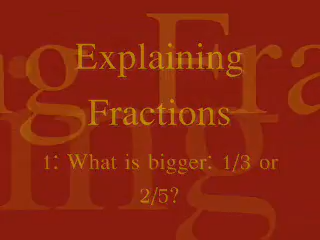 Explaining
Fractions
1: What is bigger: 1/3 or
2/5?